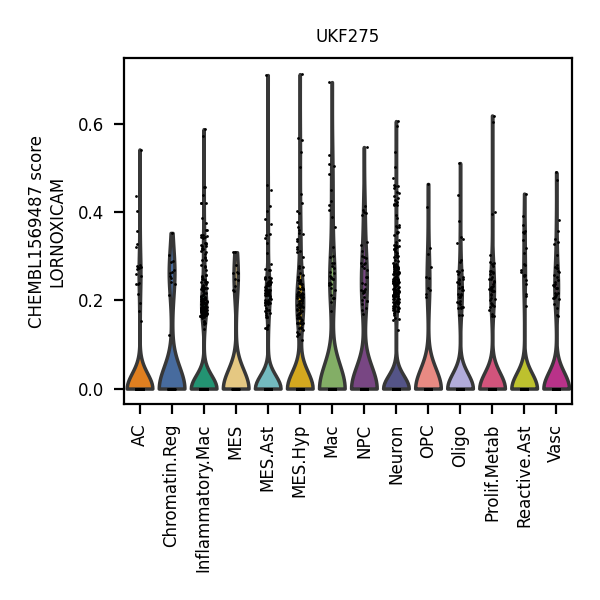 UKF275
CHEMBL1569487 score
LORNOXICAM
0.6
0.4
0.2
0.0
AC
Chromatin.Reg
Inflammatory.Mac
MES
MES.Ast
MES.Hyp
Mac
NPC
Neuron
OPC
Oligo
Prolif.Metab
Reactive.Ast
Vasc